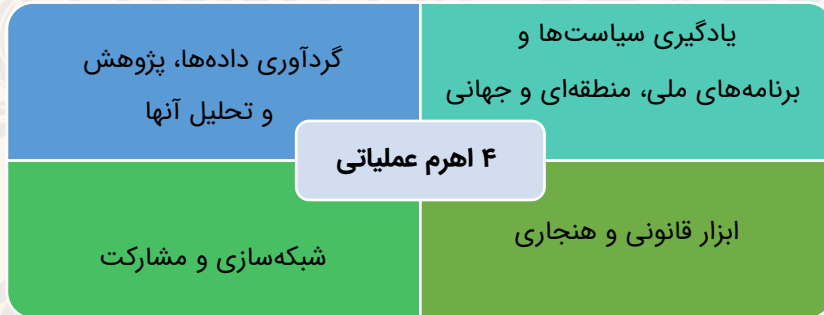 یادگیری سیاست‌ها و
برنامه‌های ملی، منطقه‌ای و جهانی
گردآوری داده‌ها، پژوهش
و تحلیل آنها
۴ اهرم عملیاتی
ابزار قانونی و هنجاری
شبکه‌سازی و مشارکت